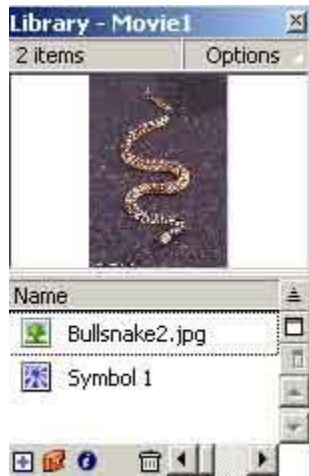 Library - Movie1
2 items Options
Name
Bullsnake2.jpg
Symbol 1